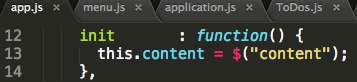 app.js × menu.js × application.js × ToDos.js ×
12 init : function() {
13 this.content = $("content");
14 },